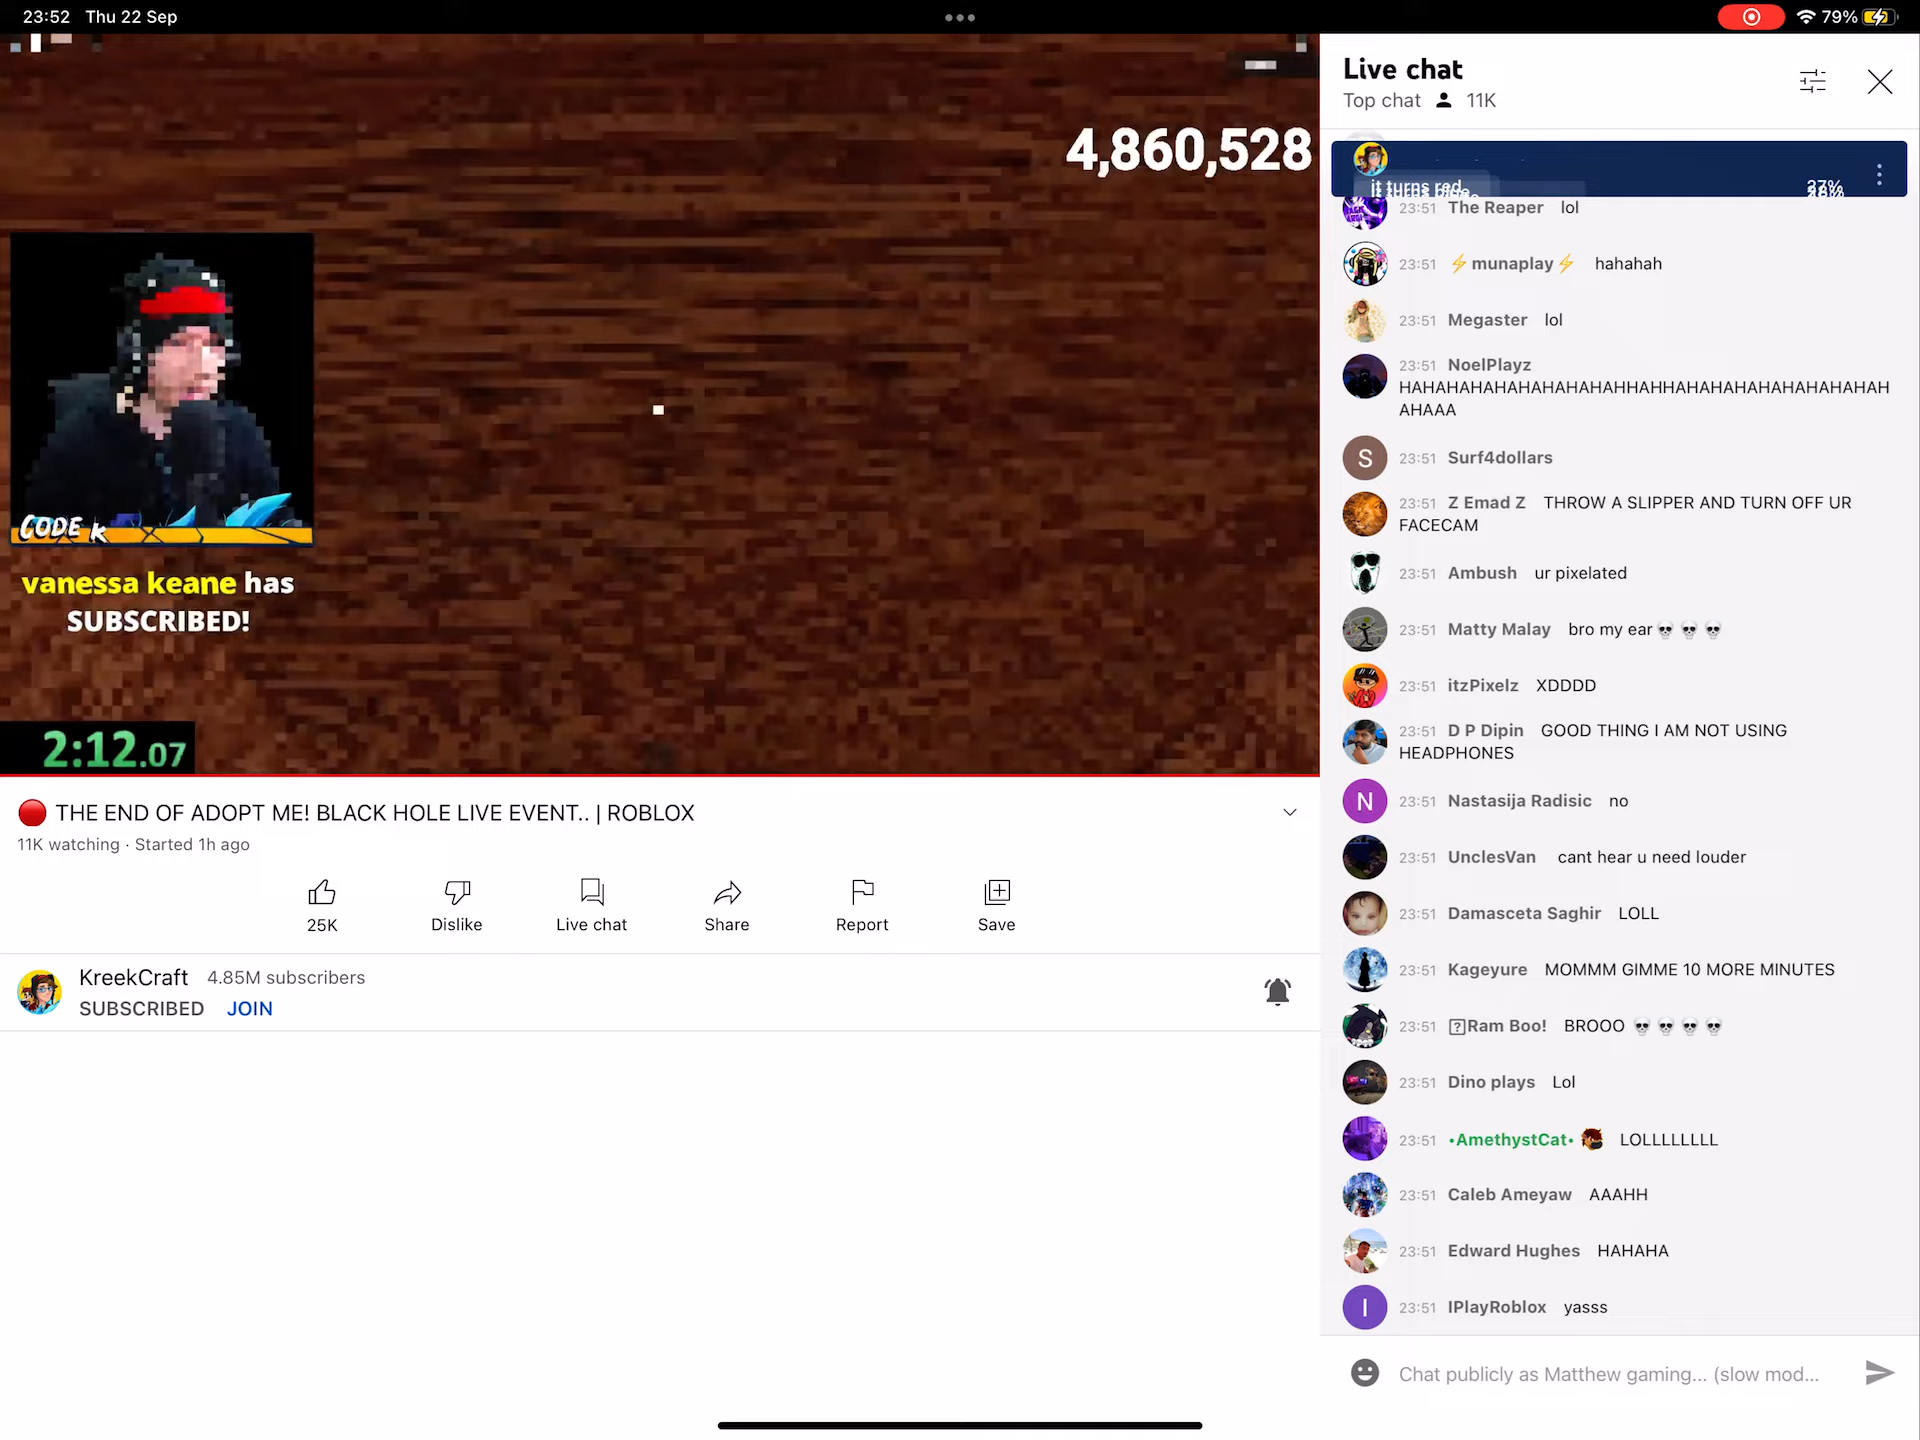 23:52 Thu 22 Sep
79%
4,860,528
CODE K
vanessa keane has
SUBSCRIBED!
2:12.07
THE END OF ADOPT ME! BLACK HOLE LIVE EVENT.. | ROBLOX
11K watching · Started 1h ago
25K
Dislike
Live chat
Share
Report
Save
KreekCraft 4.85M subscribers
SUBSCRIBED JOIN
Live chat
Top chat 11K
it turns red
23:51 The Reaper lol
23:51 ⚡munaplay⚡ hahahah
23:51 Megaster lol
23:51 NoelPlayz
HAHAHAHAHAHAHAHAHAHHAHHAHAHAHAHAHAHAHAH
AHAAA
S
23:51 Surf4dollars
23:51 Z Emad Z THROW A SLIPPER AND TURN OFF UR
FACECAM
23:51 Ambush ur pixelated
23:51 Matty Malay bro my ear💀💀💀
23:51 itzPixelz XDDDD
23:51 D P Dipin GOOD THING I AM NOT USING
HEADPHONES
N
23:51 Nastasija Radisic no
23:51 UnclesVan cant hear u need louder
23:51 Damasceta Saghir LOLL
23:51 Kageyure MOMMM GIMME 10 MORE MINUTES
23:51 Ram Boo! BROOO 💀💀💀💀
23:51 Dino plays Lol
23:51 •AmethystCat• LOLLLLLLLL
23:51 Caleb Ameyaw AAAHH
23:51 Edward Hughes HAHAHA
I
23:51 IPlayRoblox yasss
Chat publicly as Matthew gaming... (slow mod...